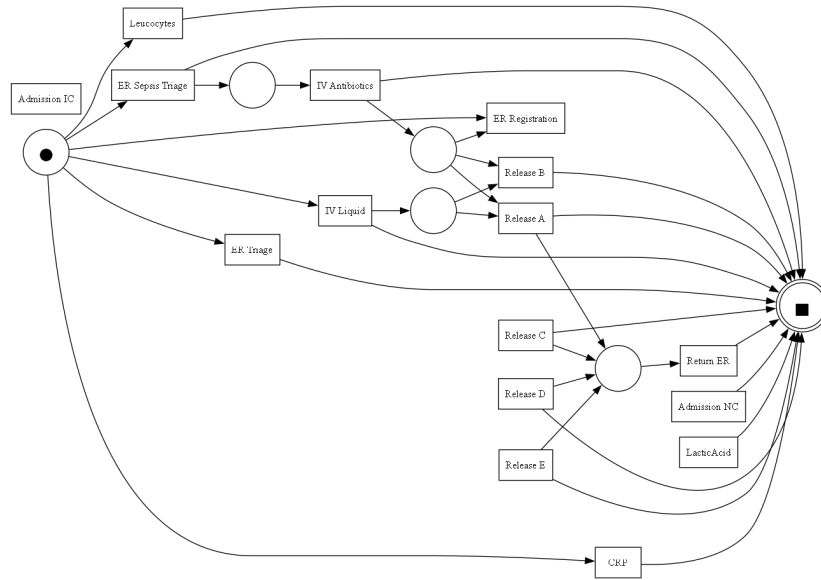 Leucocytes
ER Sepsis Triage
IV Antibiotics
Admission IC
ER Registration
Release B
IV Liquid
Release A
ER Triage
Release C
Return ER
Release D
Admission NC
LacticAcid
Release E
CRP